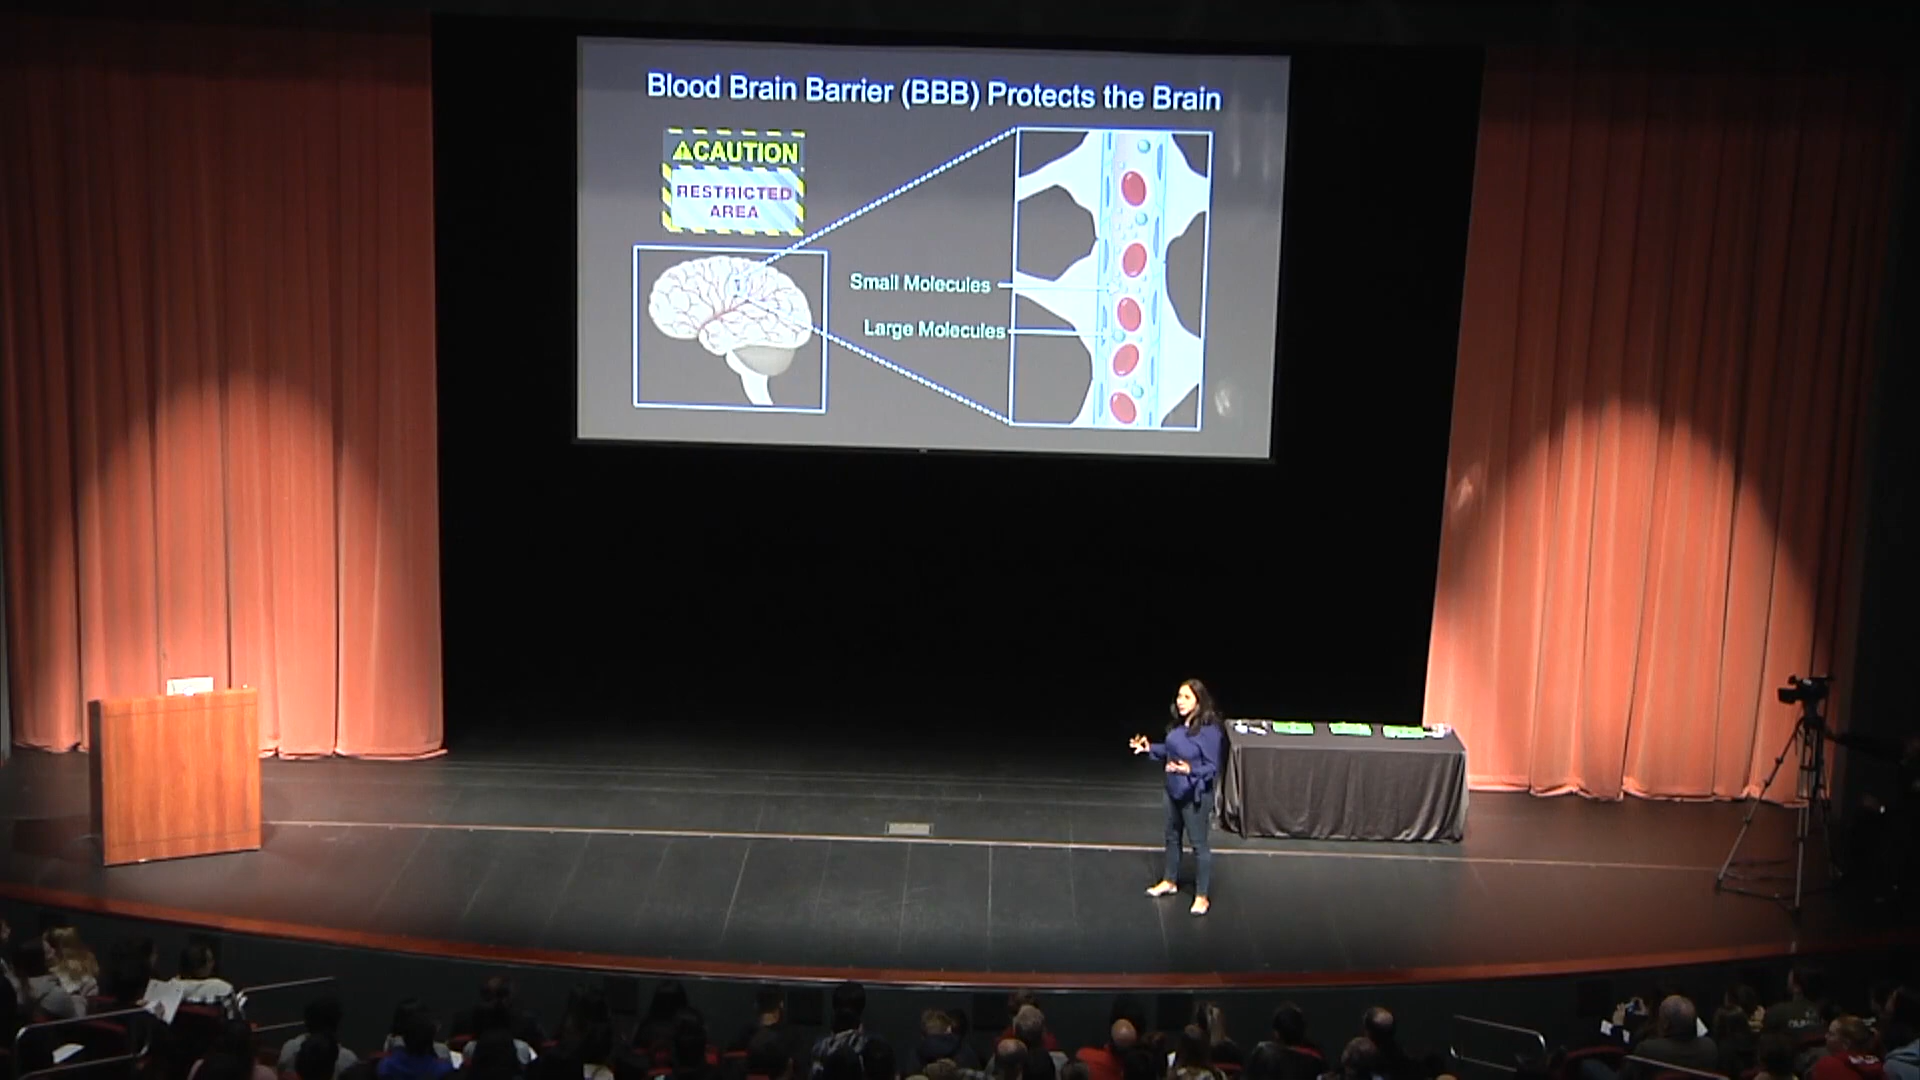 Blood Brain Barrier (BBB) Protects the Brain
CAUTION
RESTRICTED
AREA
Small Molecules
Large Molecules